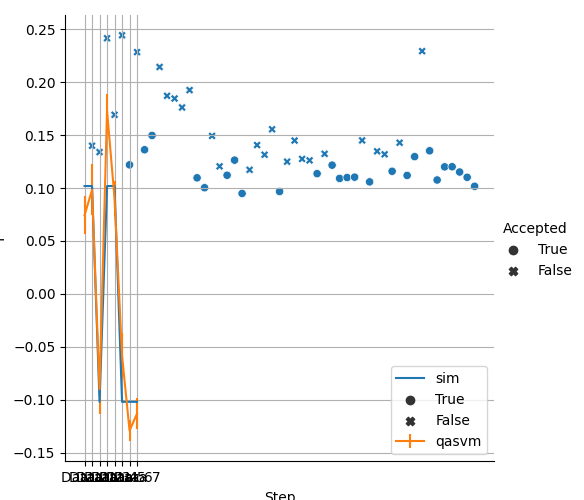 0.25
0.20
0.15
0.10
0.05
0.00
−0.05
−0.10
−0.15
Step
Accepted
True
False
sim
True
False
qasvm